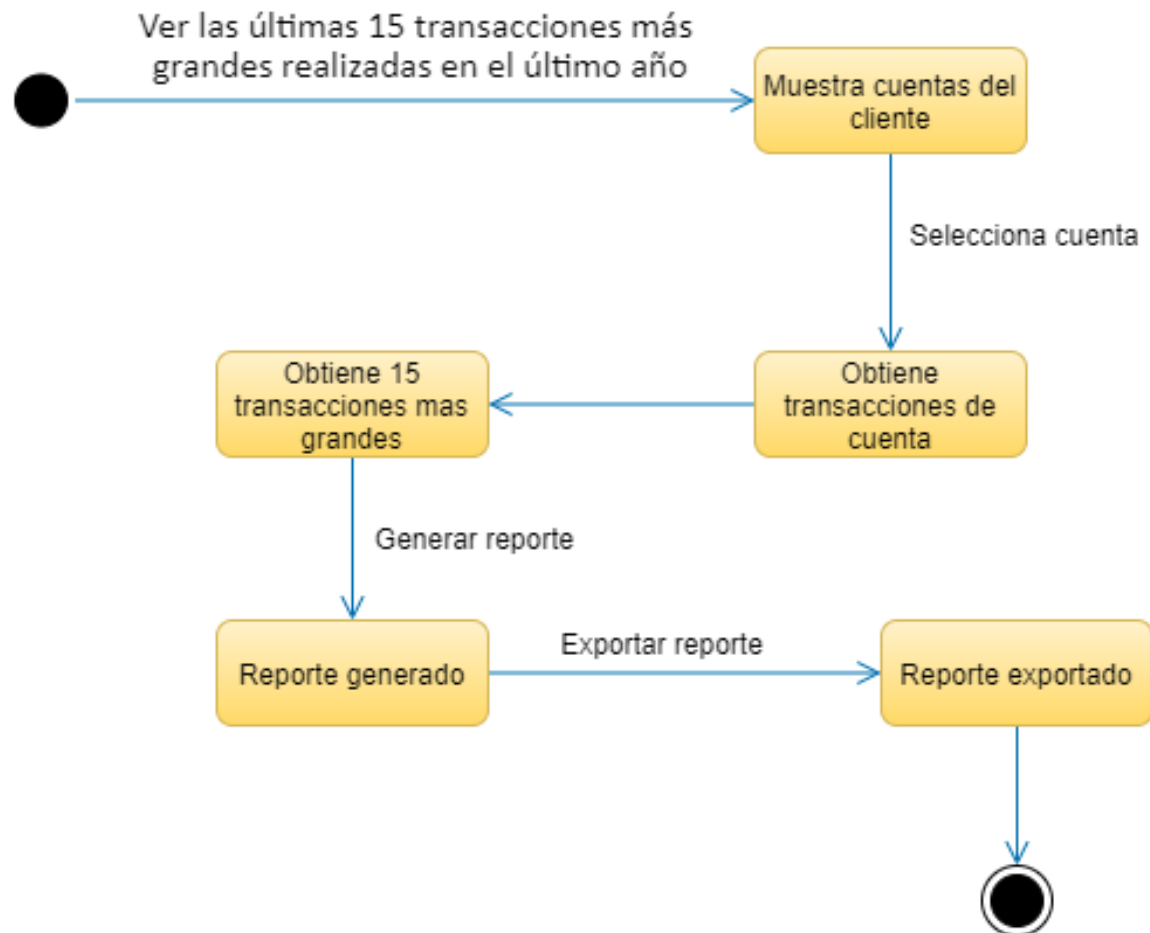 Ver las últimas 15 transacciones más
grandes realizadas en el último año
Muestra cuentas del
cliente
Selecciona cuenta
Obtiene 15
transacciones mas
grandes
Obtiene
transacciones de
cuenta
Generar reporte
Reporte generado
Exportar reporte
Reporte exportado